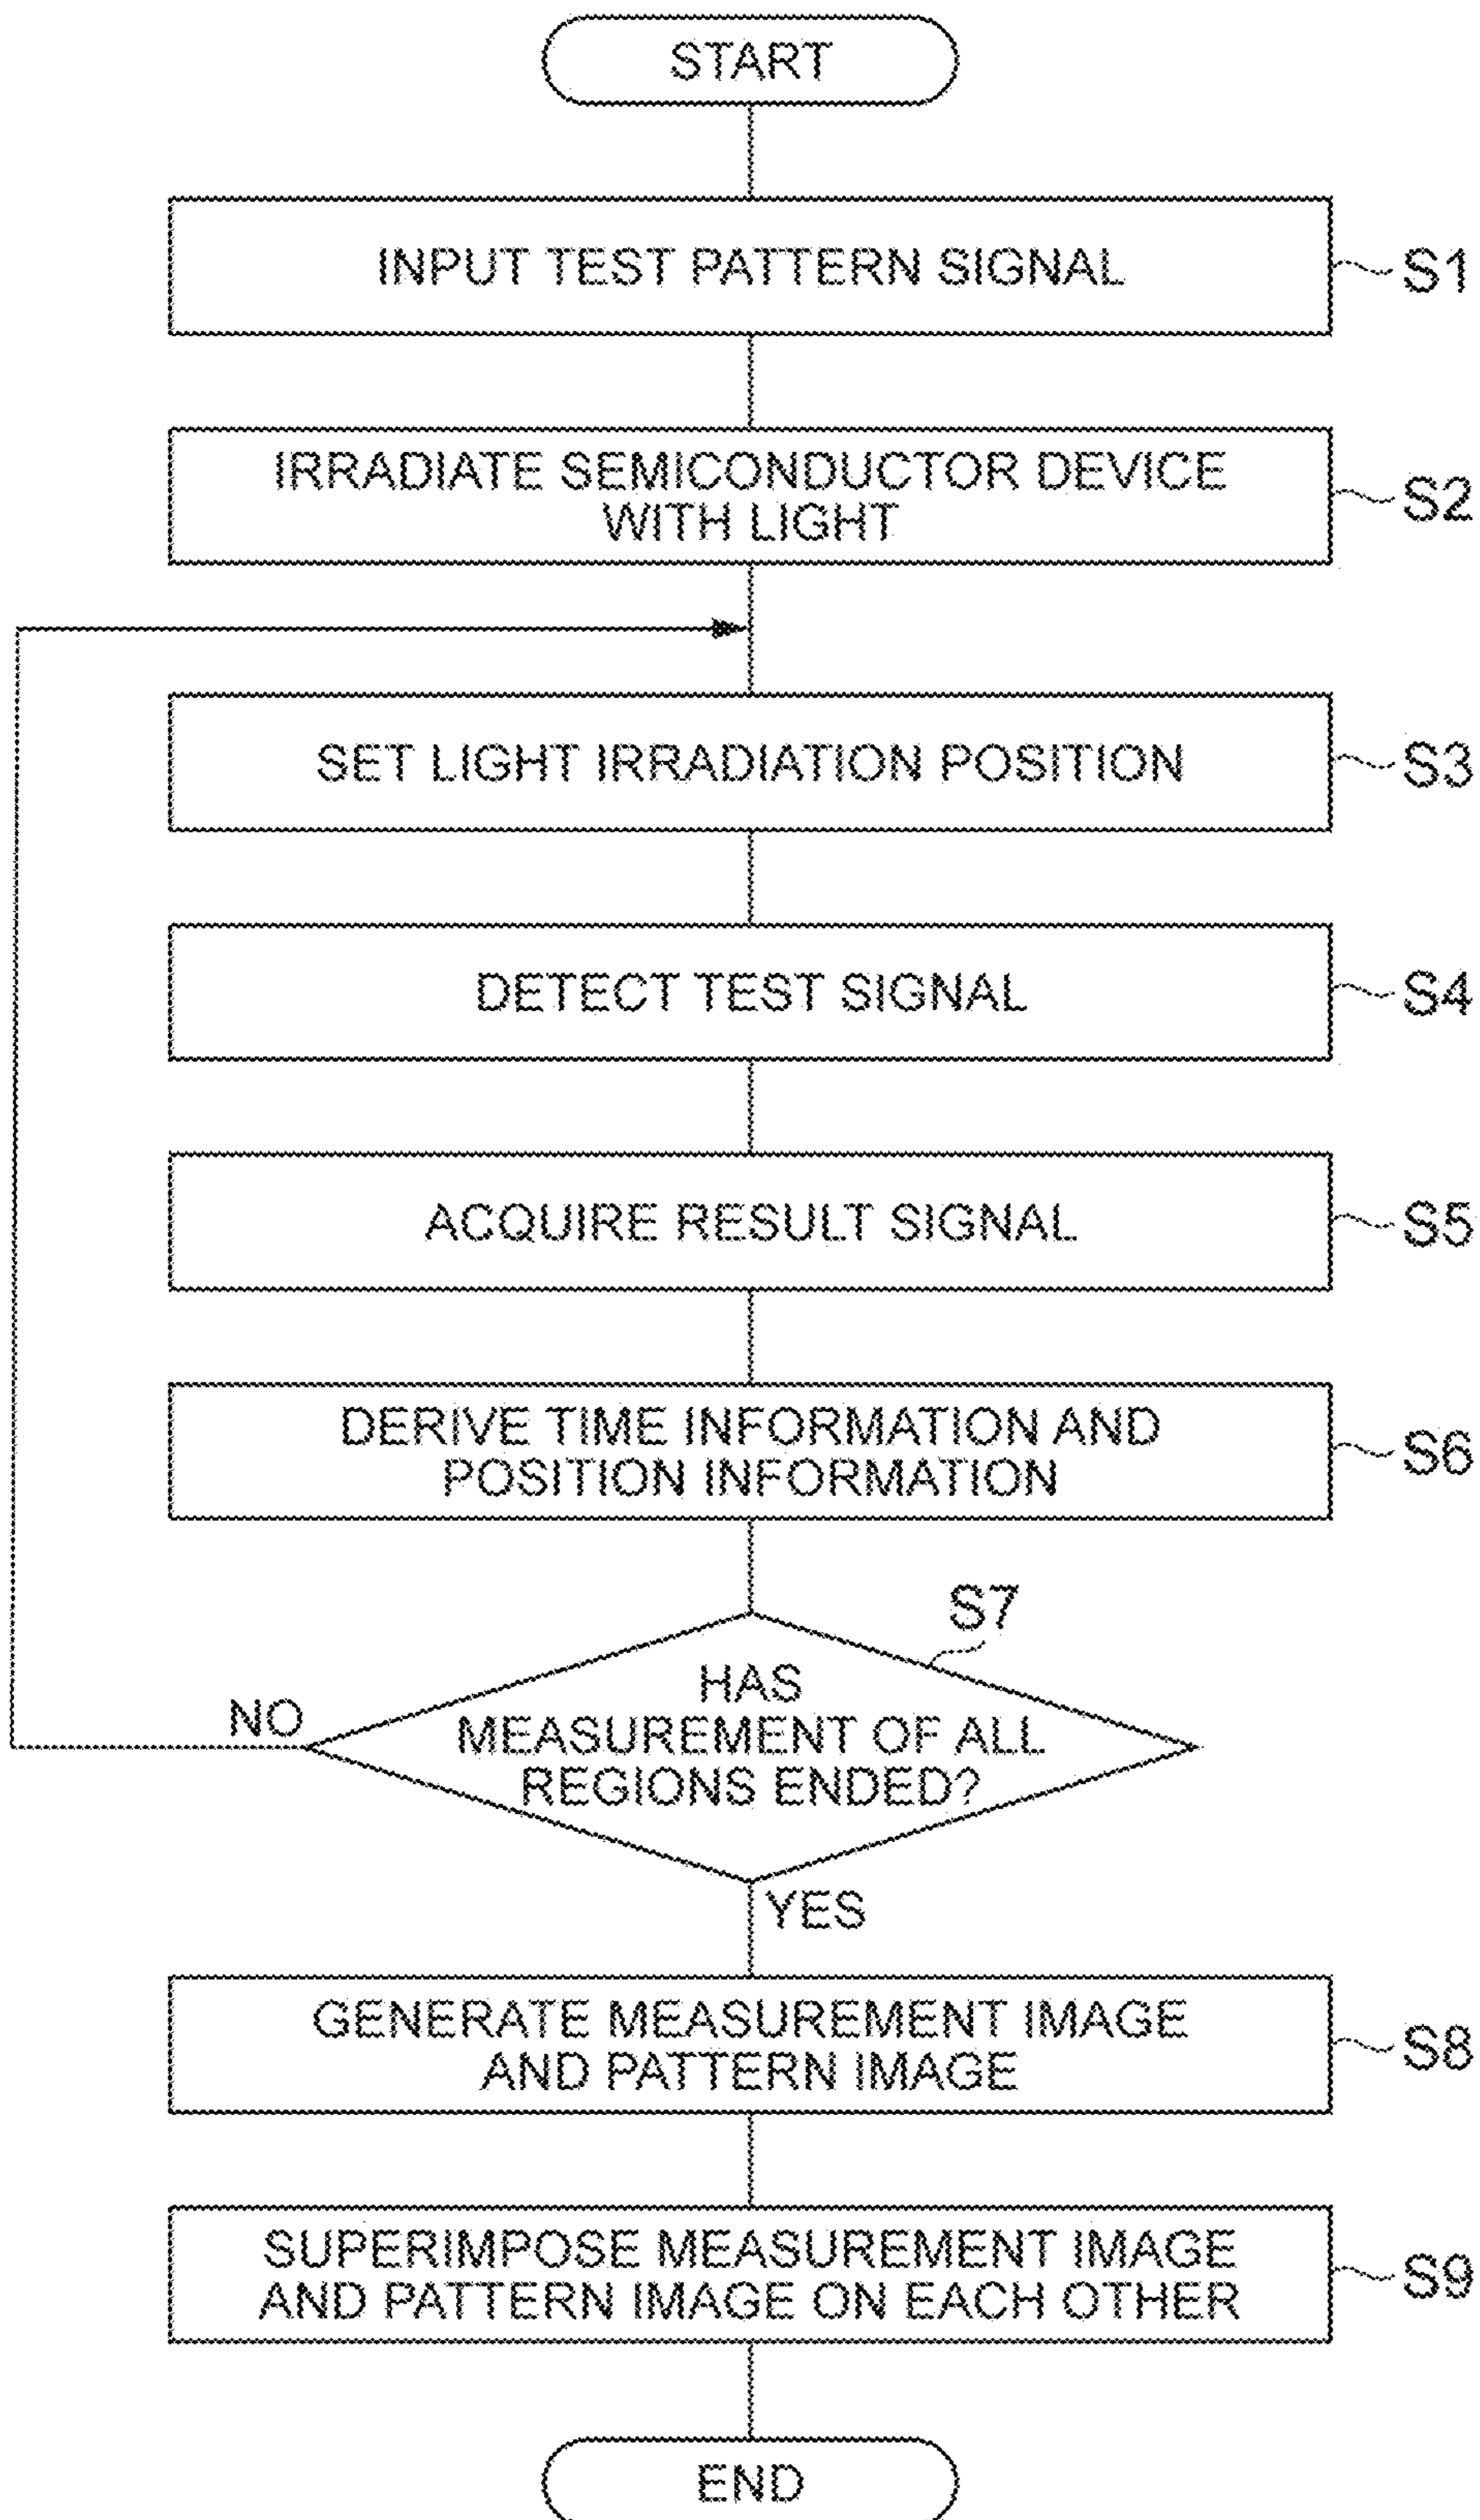 START
INPUT TEST PATTERN SIGNAL
S1
IRRADIATE SEMICONDUCTOR DEVICE
WITH LIGHT
S2
SET LIGHT IRRADIATION POSITION
S3
DETECT TEST SIGNAL
S4
ACQUIRE RESULT SIGNAL
S5
DERIVE TIME INFORMATION AND
POSITION INFORMATION
S6
S7
HAS
MEASUREMENT OF ALL
REGIONS ENDED?
NO
YES
GENERATE MEASUREMENT IMAGE
AND PATTERN IMAGE
S8
SUPERIMPOSE MEASUREMENT IMAGE
AND PATTERN IMAGE ON EACH OTHER
S9
END